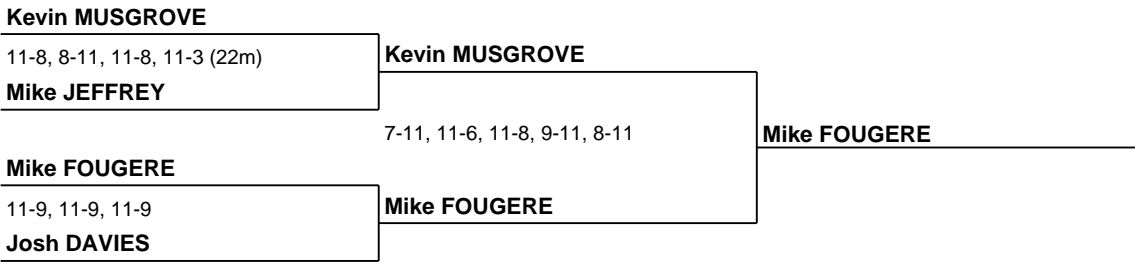 Kevin MUSGROVE
11-8, 8-11, 11-8, 11-3 (22m)
Kevin MUSGROVE
Mike JEFFREY
7-11, 11-6, 11-8, 9-11, 8-11
Mike FOUGERE
Mike FOUGERE
11-9, 11-9, 11-9
Mike FOUGERE
Josh DAVIES